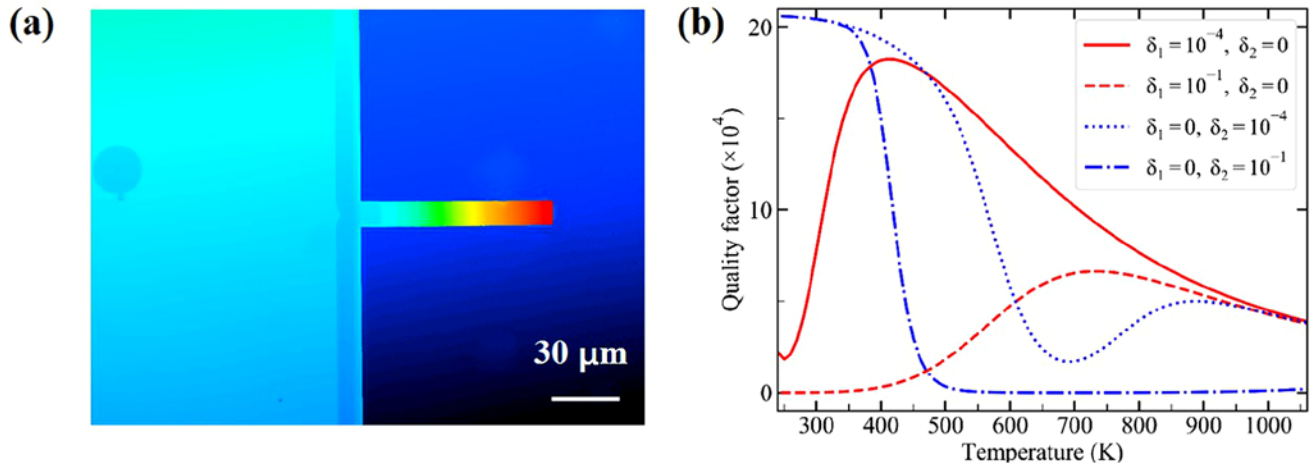 (a)
30 μm
(b)
Quality factor (×10⁴)
20
10
0
δ₁ = 10⁻⁴, δ₂ = 0
δ₁ = 10⁻¹, δ₂ = 0
δ₁ = 0, δ₂ = 10⁻⁴
δ₁ = 0, δ₂ = 10⁻¹
300 400 500 600 700 800 900 1000
Temperature (K)